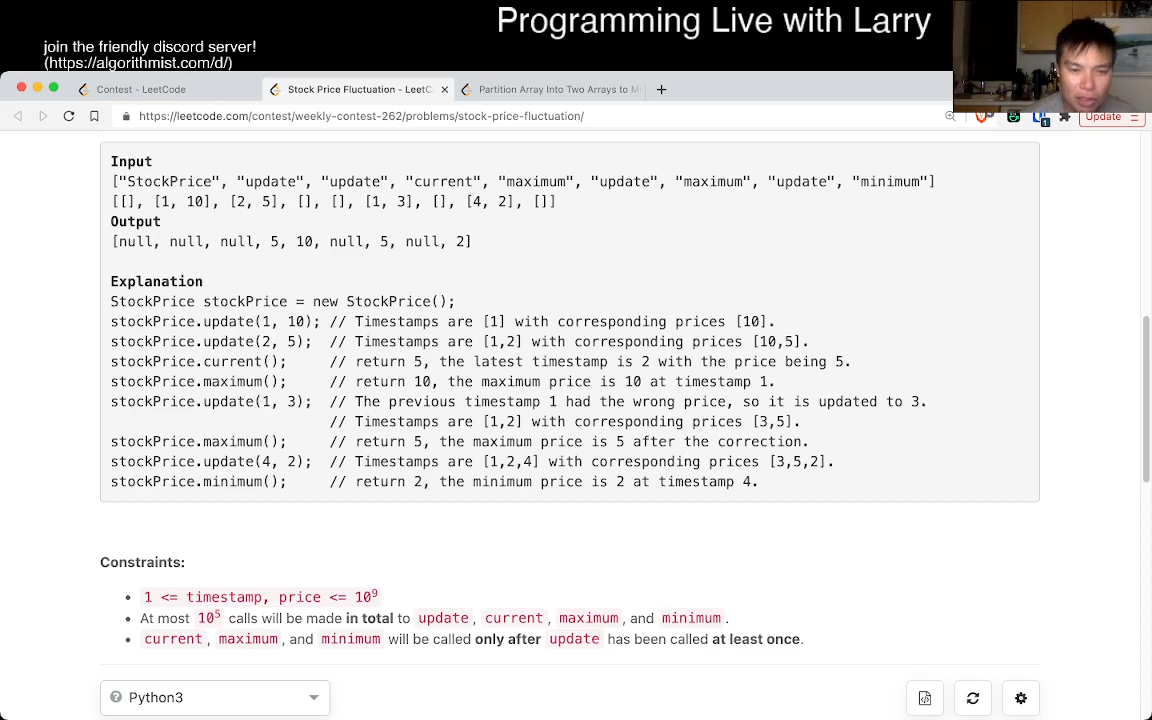 Programming Live with Larry
join the friendly discord server!
(https://algorithmist.com/d/)
Contest - LeetCode
Stock Price Fluctuation - LeetC
Partition Array Into Two Arrays to M
https://leetcode.com/contest/weekly-contest-262/problems/stock-price-fluctuation/
Update
Input
["StockPrice", "update", "update", "current", "maximum", "update", "maximum", "update", "minimum"]
[[], [1, 10], [2, 5], [], [], [1, 3], [], [4, 2], []]
Output
[null, null, null, 5, 10, null, 5, null, 2]
Explanation
StockPrice stockPrice = new StockPrice();
stockPrice.update(1, 10); // Timestamps are [1] with corresponding prices [10].
stockPrice.update(2, 5);  // Timestamps are [1,2] with corresponding prices [10,5].
stockPrice.current();     // return 5, the latest timestamp is 2 with the price being 5.
stockPrice.maximum();     // return 10, the maximum price is 10 at timestamp 1.
stockPrice.update(1, 3);  // The previous timestamp 1 had the wrong price, so it is updated to 3.
// Timestamps are [1,2] with corresponding prices [3,5].
stockPrice.maximum();     // return 5, the maximum price is 5 after the correction.
stockPrice.update(4, 2);  // Timestamps are [1,2,4] with corresponding prices [3,5,2].
stockPrice.minimum();     // return 2, the minimum price is 2 at timestamp 4.
Constraints:
• 1 <= timestamp, price <= 10⁹
• At most 10⁵ calls will be made in total to update, current, maximum, and minimum.
• current, maximum, and minimum will be called only after update has been called at least once.
Python3